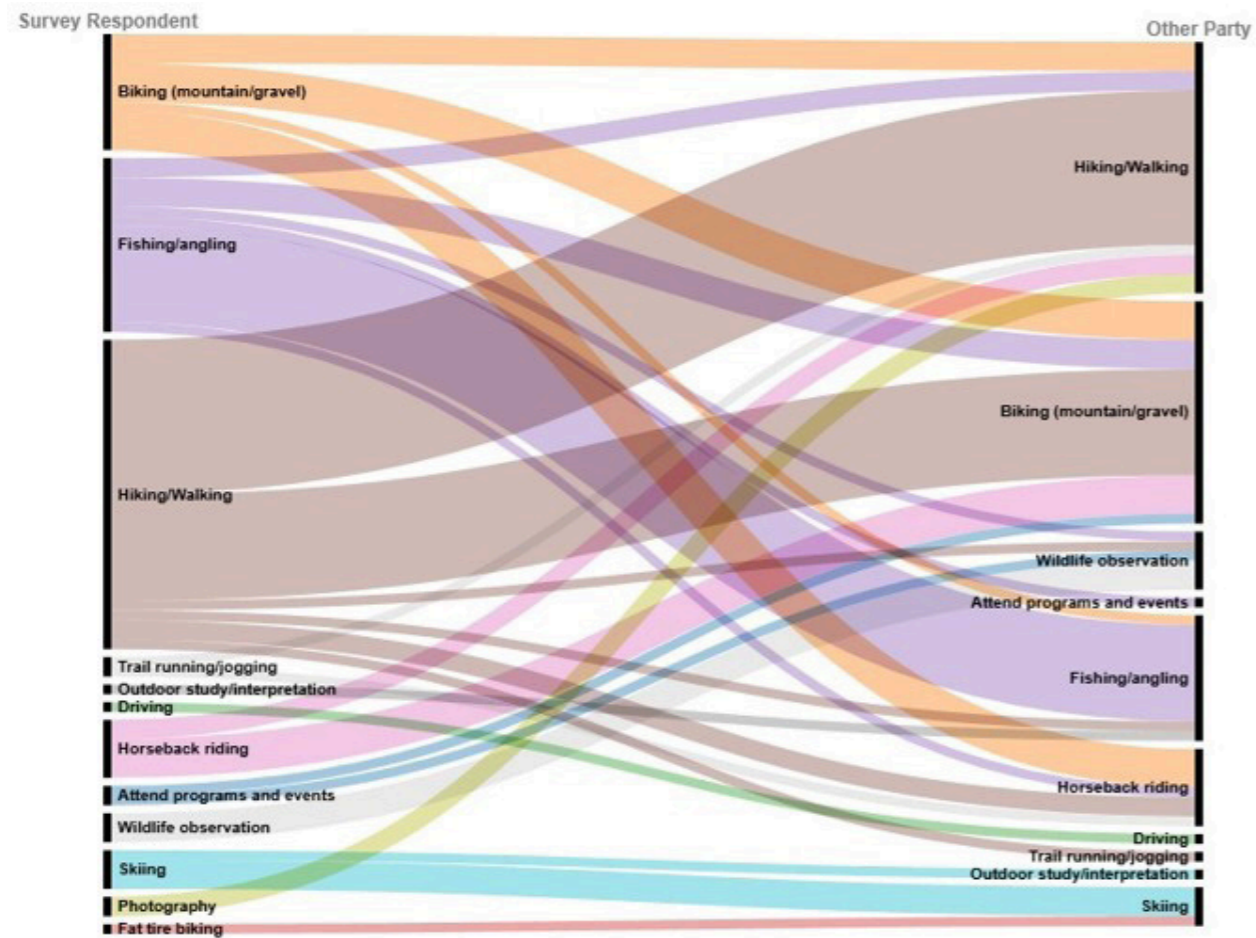 Survey Respondent
Other Party
Biking (mountain/gravel)
Fishing/angling
Hiking/Walking
Trail running/jogging
Outdoor study/interpretation
Driving
Horseback riding
Attend programs and events
Wildlife observation
Skiing
Photography
Fat tire biking
Hiking/Walking
Biking (mountain/gravel)
Wildlife observation
Attend programs and events
Fishing/angling
Horseback riding
Driving
Trail running/jogging
Outdoor study/interpretation
Skiing